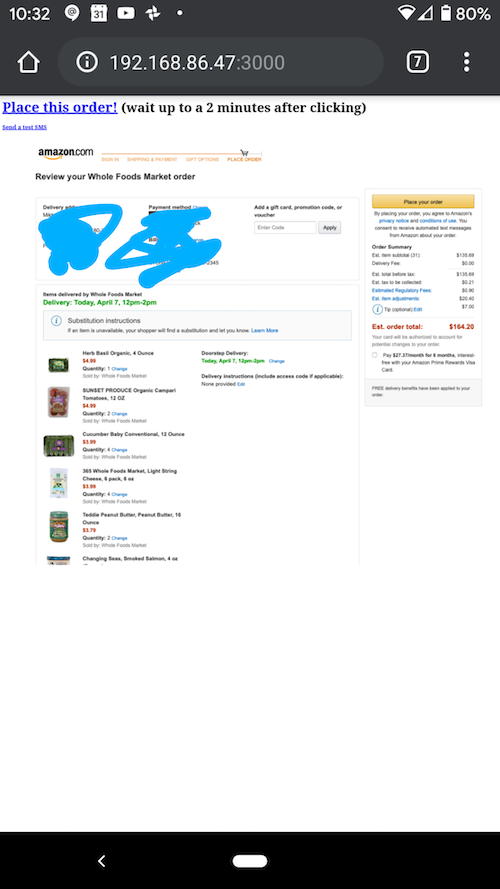 10:32
31
80%
192.168.86.47:3000
7
Place this order! (wait up to a 2 minutes after clicking)
Send a test SMS
amazon.com
SIGN IN SHIPPING & PAYMENT GIFT OPTIONS PLACE ORDER
Review your Whole Foods Market order
Payment method
Add a gift card, promotion code, or
voucher
Enter Code Apply
2345
Items delivered by Whole Foods Market
Delivery: Today, April 7, 12pm-2pm
Substitution instructions
If an item is unavailable, your shopper will find a substitution and let you know. Learn More
Herb Basil Organic, 4 Ounce
$4.99
Quantity: 1 Change
Sold by: Whole Foods Market
SUNSET PRODUCE Organic Campari
Tomatoes, 12 OZ
$4.99
Quantity: 2 Change
Sold by: Whole Foods Market
Cucumber Baby Conventional, 12 Ounce
$3.99
Quantity: 4 Change
Sold by: Whole Foods Market
365 Whole Foods Market, Light String
Cheese, 8 pack, 8 oz
$3.99
Quantity: 4 Change
Sold by: Whole Foods Market
Teddie Peanut Butter, Peanut Butter, 16
Ounce
$3.79
Quantity: 2 Change
Sold by: Whole Foods Market
Changing Seas, Smoked Salmon, 4 oz
Doorstep Delivery:
Today, April 7, 12pm-2pm Change
Delivery instructions (include access code if applicable):
None provided Edit
Place your order
By placing your order, you agree to Amazon's
privacy notice and conditions of use. You
consent to receive automated text messages
from Amazon about your order.
Order Summary
Est. item subtotal (31): $135.69
Delivery Fee: $0.00
Est. total before tax: $135.69
Est. tax to be collected: $0.21
Estimated Regulatory Fees: $0.90
Est. item adjustments: $20.40
Tip (optional) Edit $7.00
Est. order total: $164.20
Your card will be authorized to account for
potential changes to your order.
Pay $27.37/month for 6 months, interest-
free with your Amazon Prime Rewards Visa
Card.
FREE delivery benefits have been applied to your
order.